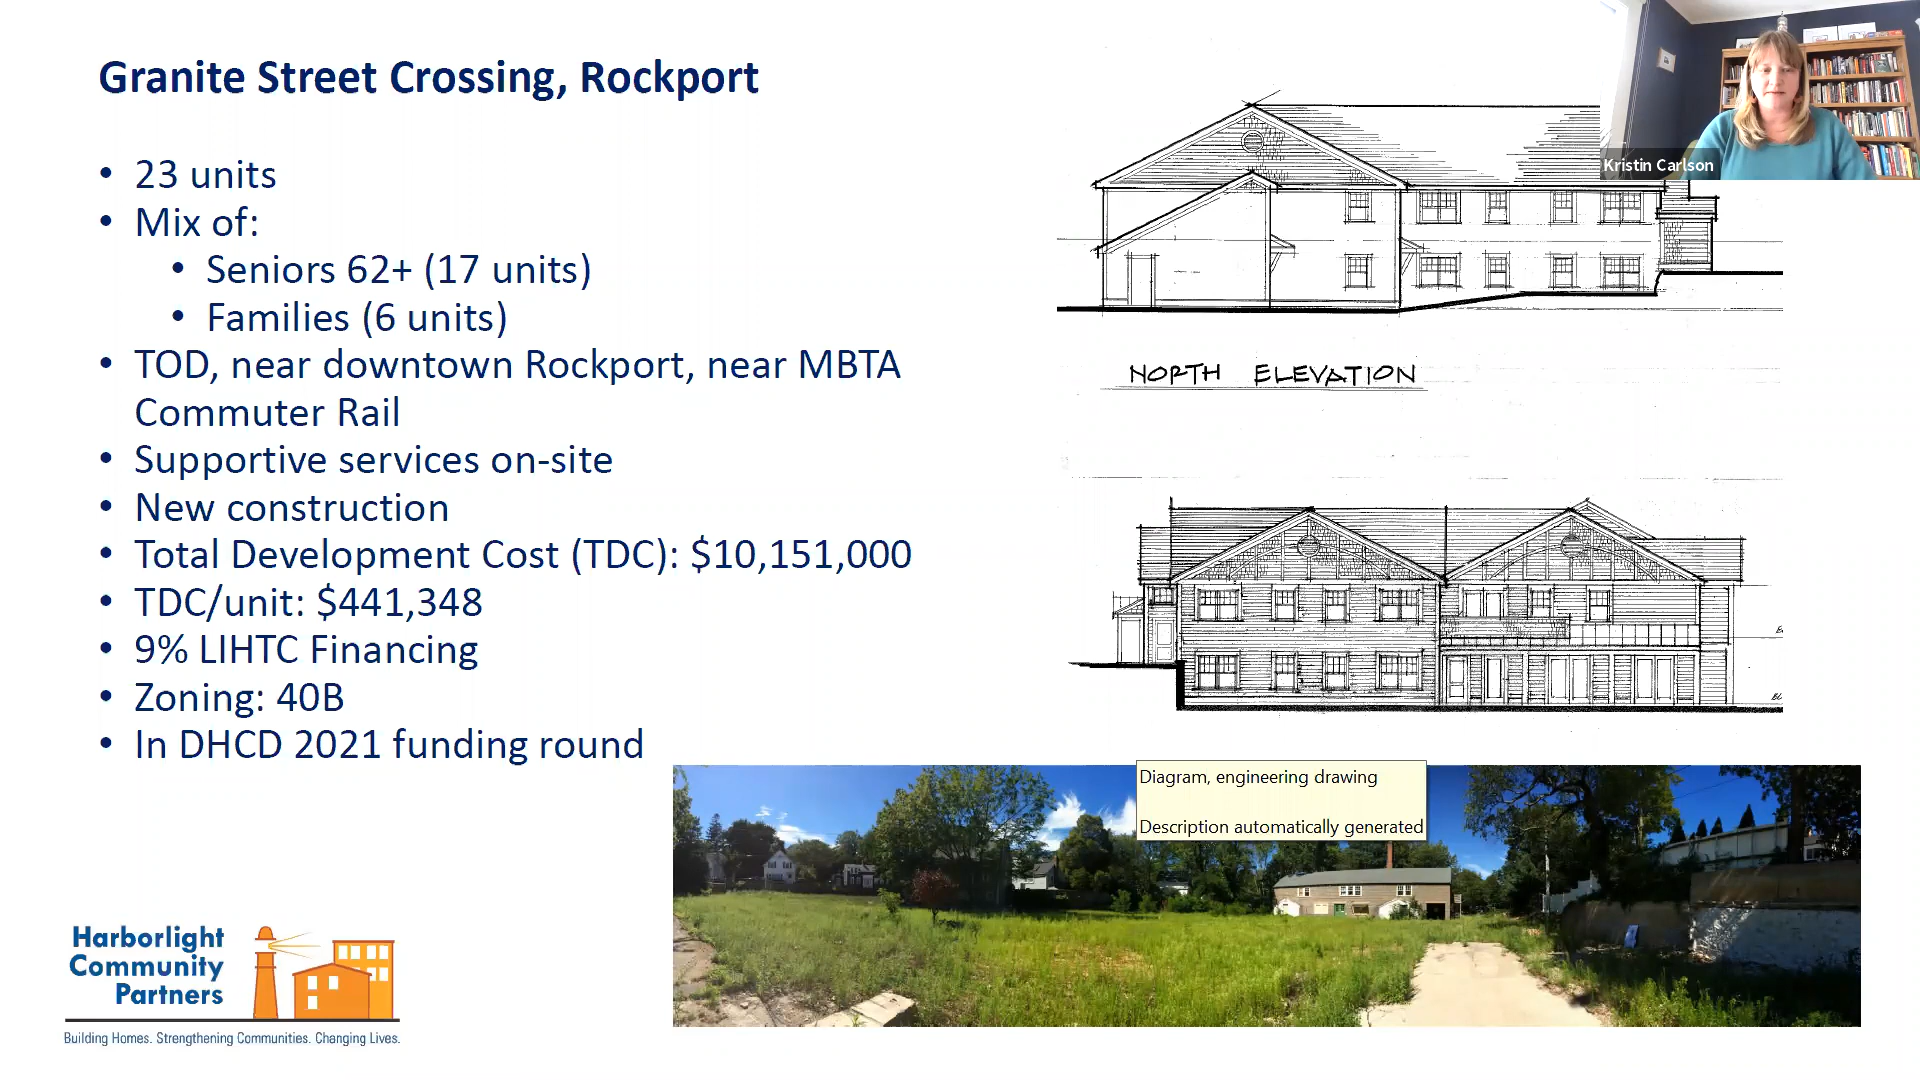 Granite Street Crossing, Rockport
• 23 units
• Mix of:
• Seniors 62+ (17 units)
• Families (6 units)
• TOD, near downtown Rockport, near MBTA
Commuter Rail
• Supportive services on-site
• New construction
• Total Development Cost (TDC): $10,151,000
• TDC/unit: $441,348
• 9% LIHTC Financing
• Zoning: 40B
• In DHCD 2021 funding round
Kristin Carlson
NORTH ELEVATION
Diagram, engineering drawing
Description automatically generated
Harborlight
Community
Partners
Building Homes. Strengthening Communities. Changing Lives.